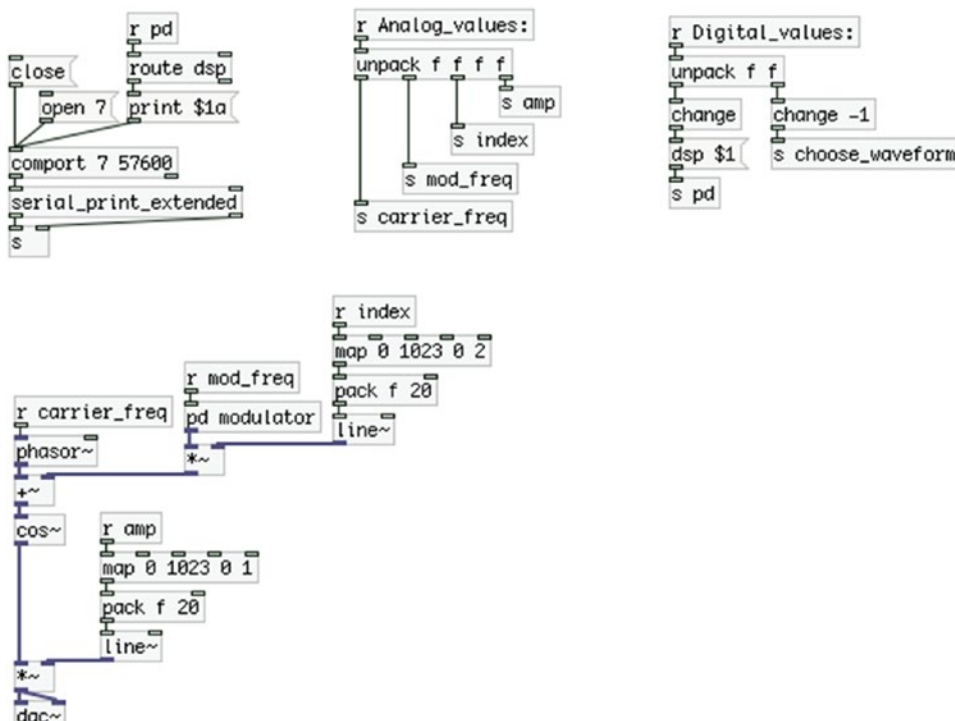 r pd
close
route dsp
open 7
print $1a
comport 7 57600
serial_print_extended
s
r Analog_values:
unpack f f f f
s amp
s index
s mod_freq
s carrier_freq
r Digital_values:
unpack f f
change
change -1
dsp $1
s choose_waveform
s pd
r index
map 0 1023 0 2
r mod_freq
pack f 20
r carrier_freq
pd modulator
line~
phasor~
*~
+~
cos~
r amp
map 0 1023 0 1
pack f 20
line~
*~
dac~